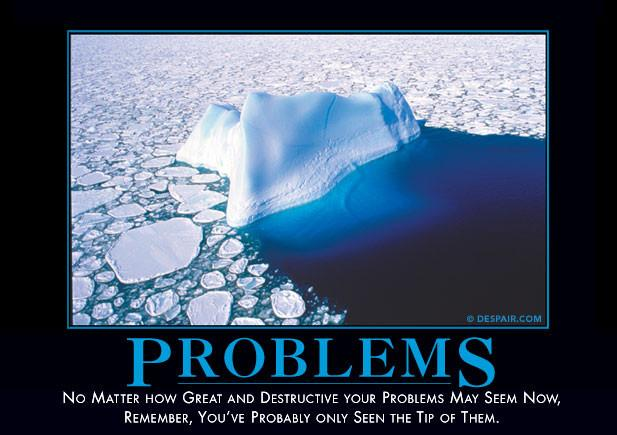 © DESPAIR.COM
PROBLEMS
NO MATTER HOW GREAT AND DESTRUCTIVE YOUR PROBLEMS MAY SEEM NOW,
REMEMBER, YOU'VE PROBABLY ONLY SEEN THE TIP OF THEM.